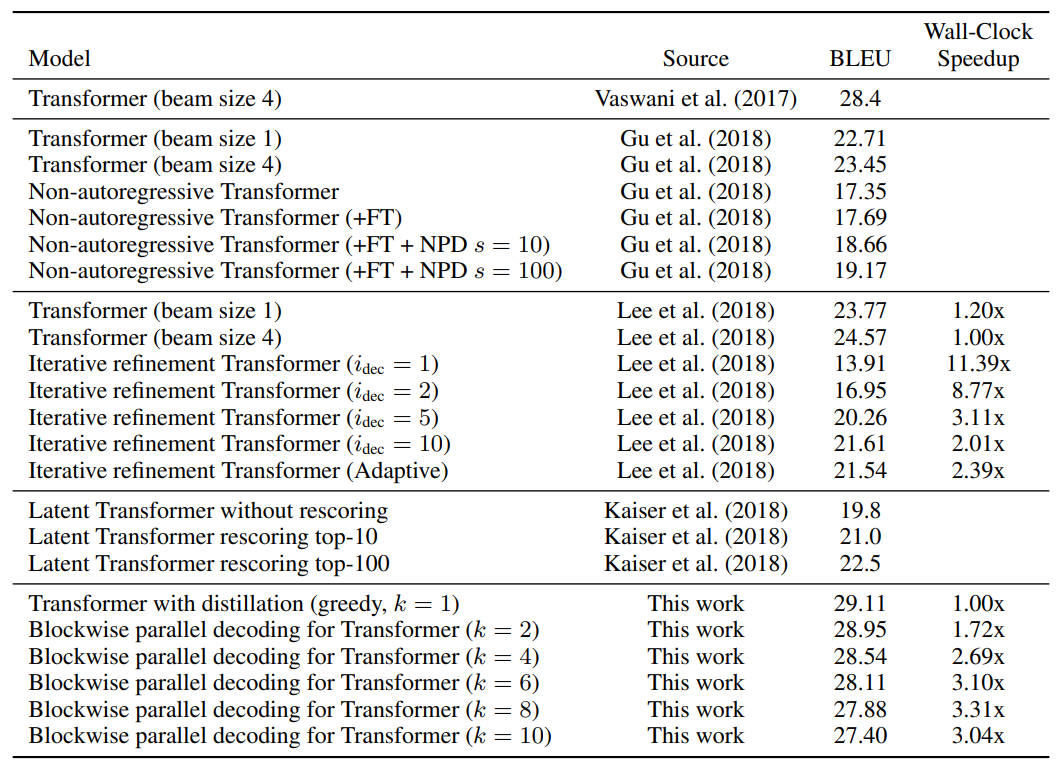 Wall-Clock
Model Source BLEU Speedup
Transformer (beam size 4) Vaswani et al. (2017) 28.4
Transformer (beam size 1) Gu et al. (2018) 22.71
Transformer (beam size 4) Gu et al. (2018) 23.45
Non-autoregressive Transformer Gu et al. (2018) 17.35
Non-autoregressive Transformer (+FT) Gu et al. (2018) 17.69
Non-autoregressive Transformer (+FT + NPD s = 10) Gu et al. (2018) 18.66
Non-autoregressive Transformer (+FT + NPD s = 100) Gu et al. (2018) 19.17
Transformer (beam size 1) Lee et al. (2018) 23.77 1.20x
Transformer (beam size 4) Lee et al. (2018) 24.57 1.00x
Iterative refinement Transformer (i_dec = 1) Lee et al. (2018) 13.91 11.39x
Iterative refinement Transformer (i_dec = 2) Lee et al. (2018) 16.95 8.77x
Iterative refinement Transformer (i_dec = 5) Lee et al. (2018) 20.26 3.11x
Iterative refinement Transformer (i_dec = 10) Lee et al. (2018) 21.61 2.01x
Iterative refinement Transformer (Adaptive) Lee et al. (2018) 21.54 2.39x
Latent Transformer without rescoring Kaiser et al. (2018) 19.8
Latent Transformer rescoring top-10 Kaiser et al. (2018) 21.0
Latent Transformer rescoring top-100 Kaiser et al. (2018) 22.5
Transformer with distillation (greedy, k = 1) This work 29.11 1.00x
Blockwise parallel decoding for Transformer (k = 2) This work 28.95 1.72x
Blockwise parallel decoding for Transformer (k = 4) This work 28.54 2.69x
Blockwise parallel decoding for Transformer (k = 6) This work 28.11 3.10x
Blockwise parallel decoding for Transformer (k = 8) This work 27.88 3.31x
Blockwise parallel decoding for Transformer (k = 10) This work 27.40 3.04x